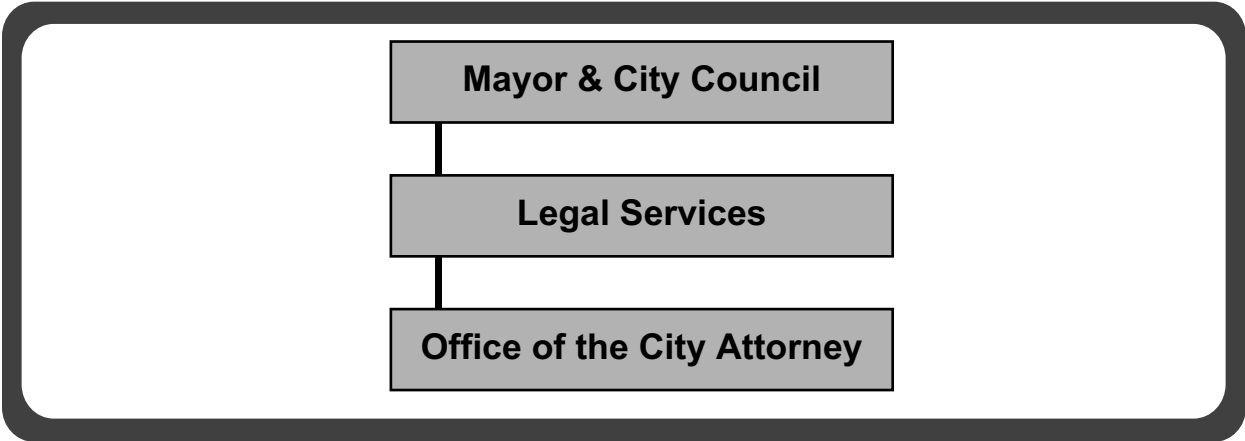 Mayor & City Council
Legal Services
Office of the City Attorney